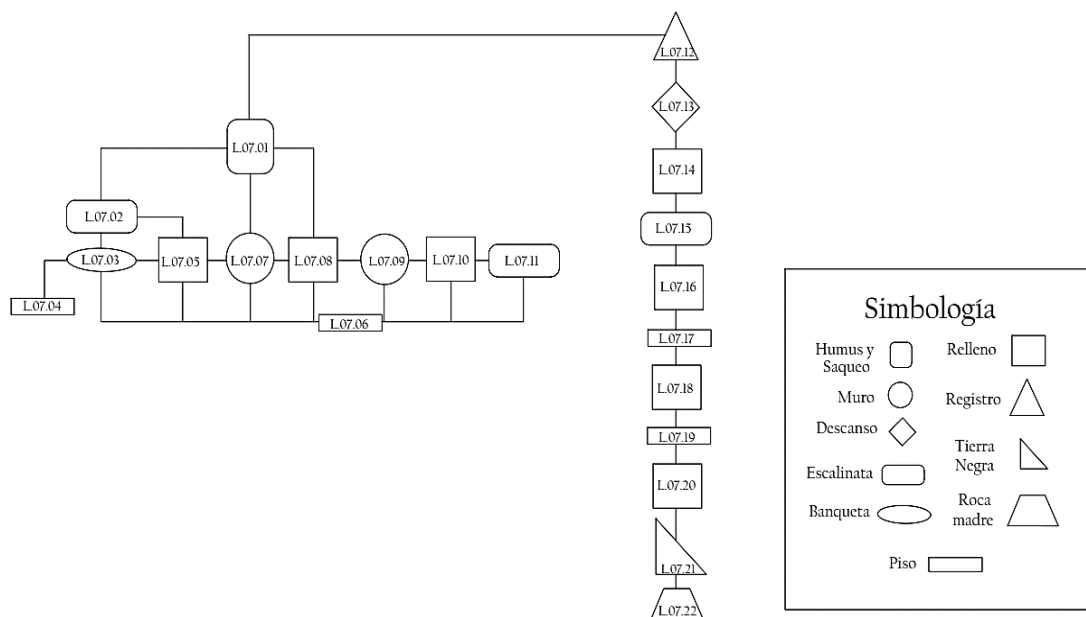 L.07.12
L.07.13
L.07.01
L.07.14
L.07.02
L.07.15
L.07.03
L.07.05
L.07.07
L.07.08
L.07.09
L.07.10
L.07.11
L.07.04
L.07.16
L.07.06
L.07.17
L.07.18
L.07.19
L.07.20
L.07.21
L.07.22
Simbología
Humus y
Saqueo
Relleno
Muro
Registro
Descanso
Tierra
Negra
Escalinata
Banqueta
Roca
madre
Piso